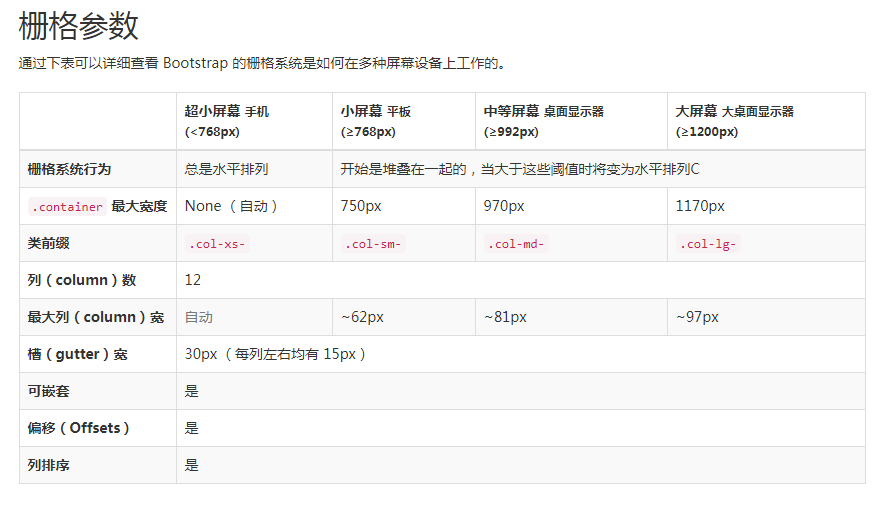 栅格参数
通过下表可以详细查看 Bootstrap 的栅格系统是如何在多种屏幕设备上工作的。
超小屏幕 手机 小屏幕 平板 中等屏幕 桌面显示器 大屏幕 大桌面显示器
(<768px) (≥768px) (≥992px) (≥1200px)
栅格系统行为 总是水平排列 开始是堆叠在一起的，当大于这些阈值时将变为水平排列C
.container 最大宽度 None （自动） 750px 970px 1170px
类前缀 .col-xs- .col-sm- .col-md- .col-lg-
列（column）数 12
最大列（column）宽 自动 ~62px ~81px ~97px
槽（gutter）宽 30px （每列左右均有 15px）
可嵌套 是
偏移（Offsets） 是
列排序 是